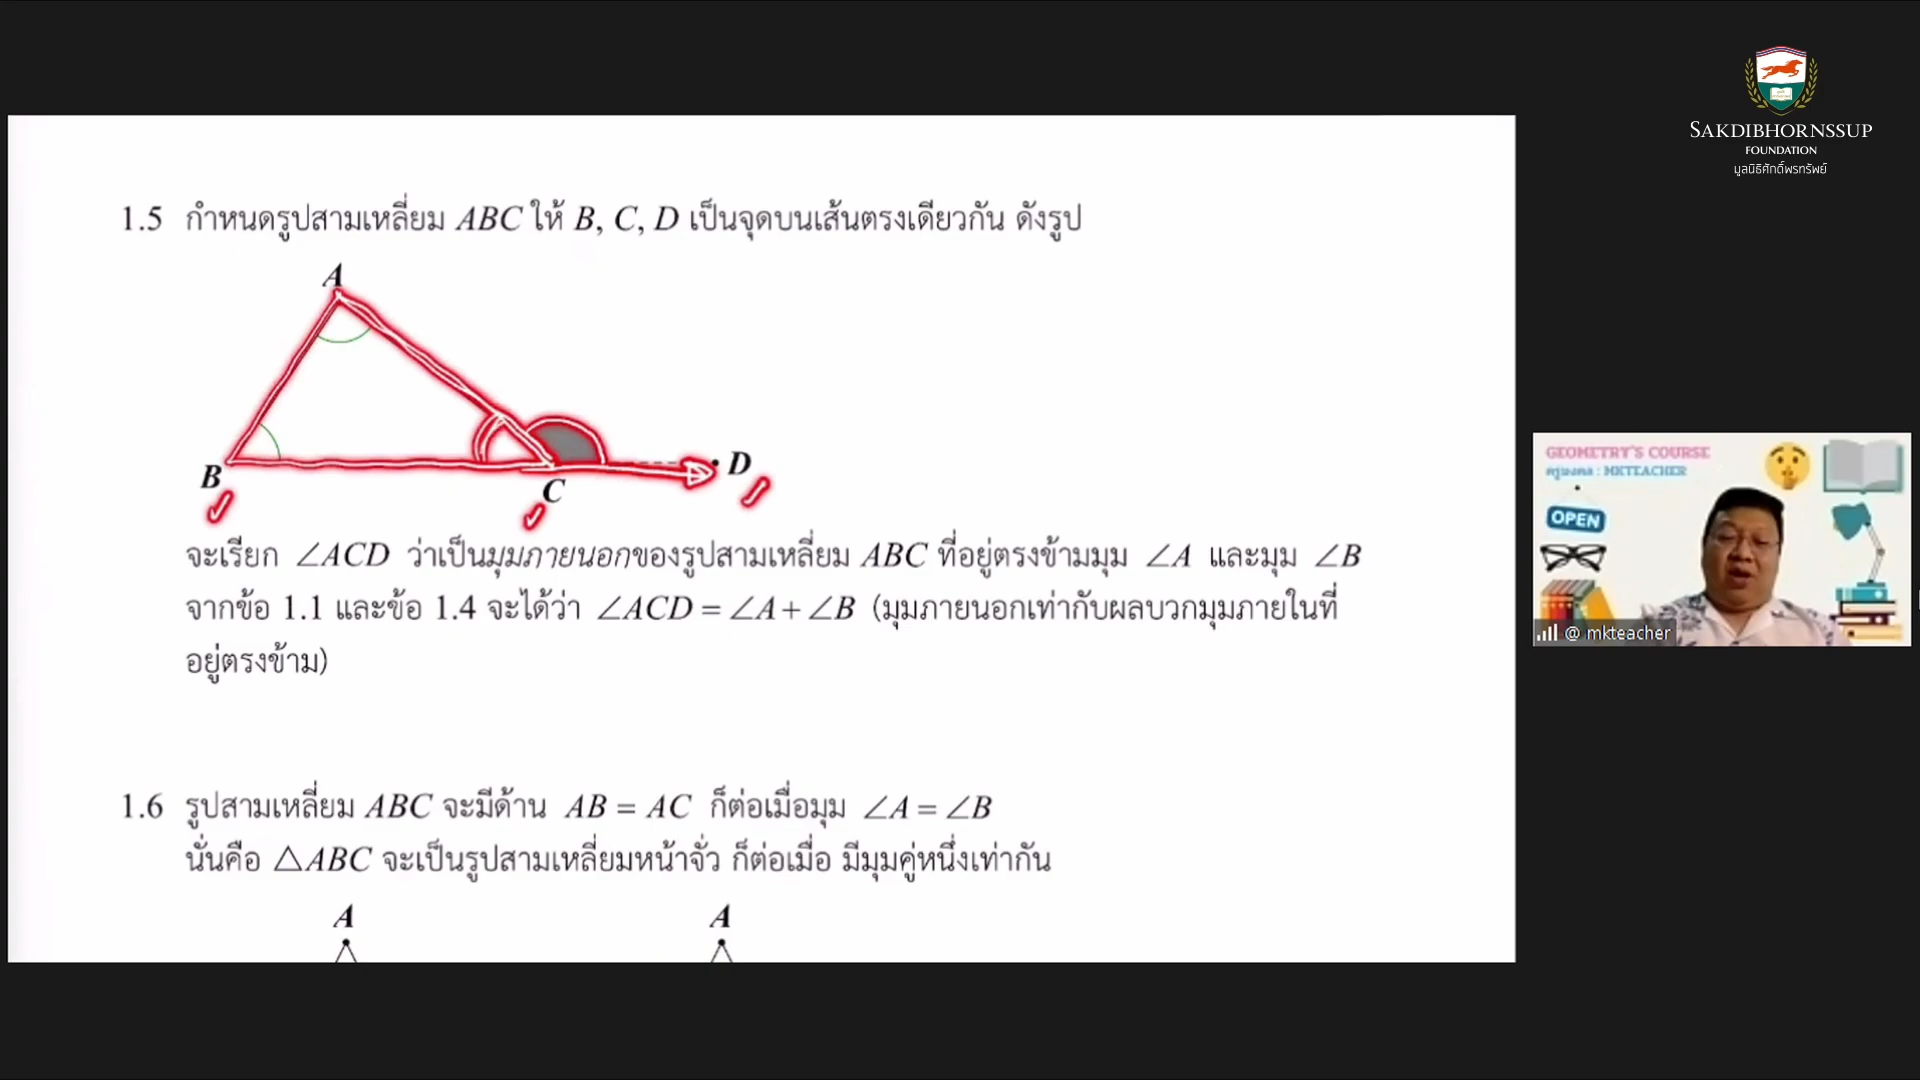 SAKDIBHORNSSUP
FOUNDATION
มูลนิธิศักดิ์พรทรัพย์
1.5 กำหนดรูปสามเหลี่ยม ABC ให้ B, C, D เป็นจุดบนเส้นตรงเดียวกัน ดังรูป
A
B
C
D
จะเรียก ∠ACD ว่าเป็นมุมภายนอกของรูปสามเหลี่ยม ABC ที่อยู่ตรงข้ามมุม ∠A และมุม ∠B
จากข้อ 1.1 และข้อ 1.4 จะได้ว่า ∠ACD = ∠A + ∠B (มุมภายนอกเท่ากับผลบวกมุมภายในที่
อยู่ตรงข้าม)
1.6 รูปสามเหลี่ยม ABC จะมีด้าน AB = AC ก็ต่อเมื่อมุม ∠A = ∠B
นั่นคือ △ABC จะเป็นรูปสามเหลี่ยมหน้าจั่ว ก็ต่อเมื่อ มีมุมคู่หนึ่งเท่ากัน
A A
GEOMETRY'S COURSE
ครูมงคล : MKTEACHER
OPEN
@ mkteacher